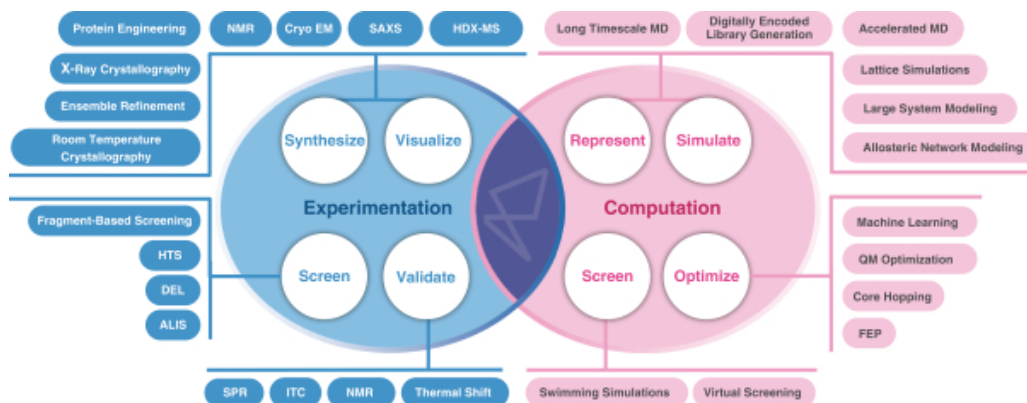 Protein Engineering
NMR
Cryo EM
SAXS
HDX-MS
X-Ray Crystallography
Ensemble Refinement
Room Temperature
Crystallography
Long Timescale MD
Digitally Encoded
Library Generation
Accelerated MD
Lattice Simulations
Large System Modeling
Allosteric Network Modeling
Synthesize
Visualize
Represent
Simulate
Experimentation
Computation
Fragment-Based Screening
HTS
DEL
ALIS
Screen
Validate
Screen
Optimize
Machine Learning
QM Optimization
Core Hopping
FEP
SPR
ITC
NMR
Thermal Shift
Swimming Simulations
Virtual Screening